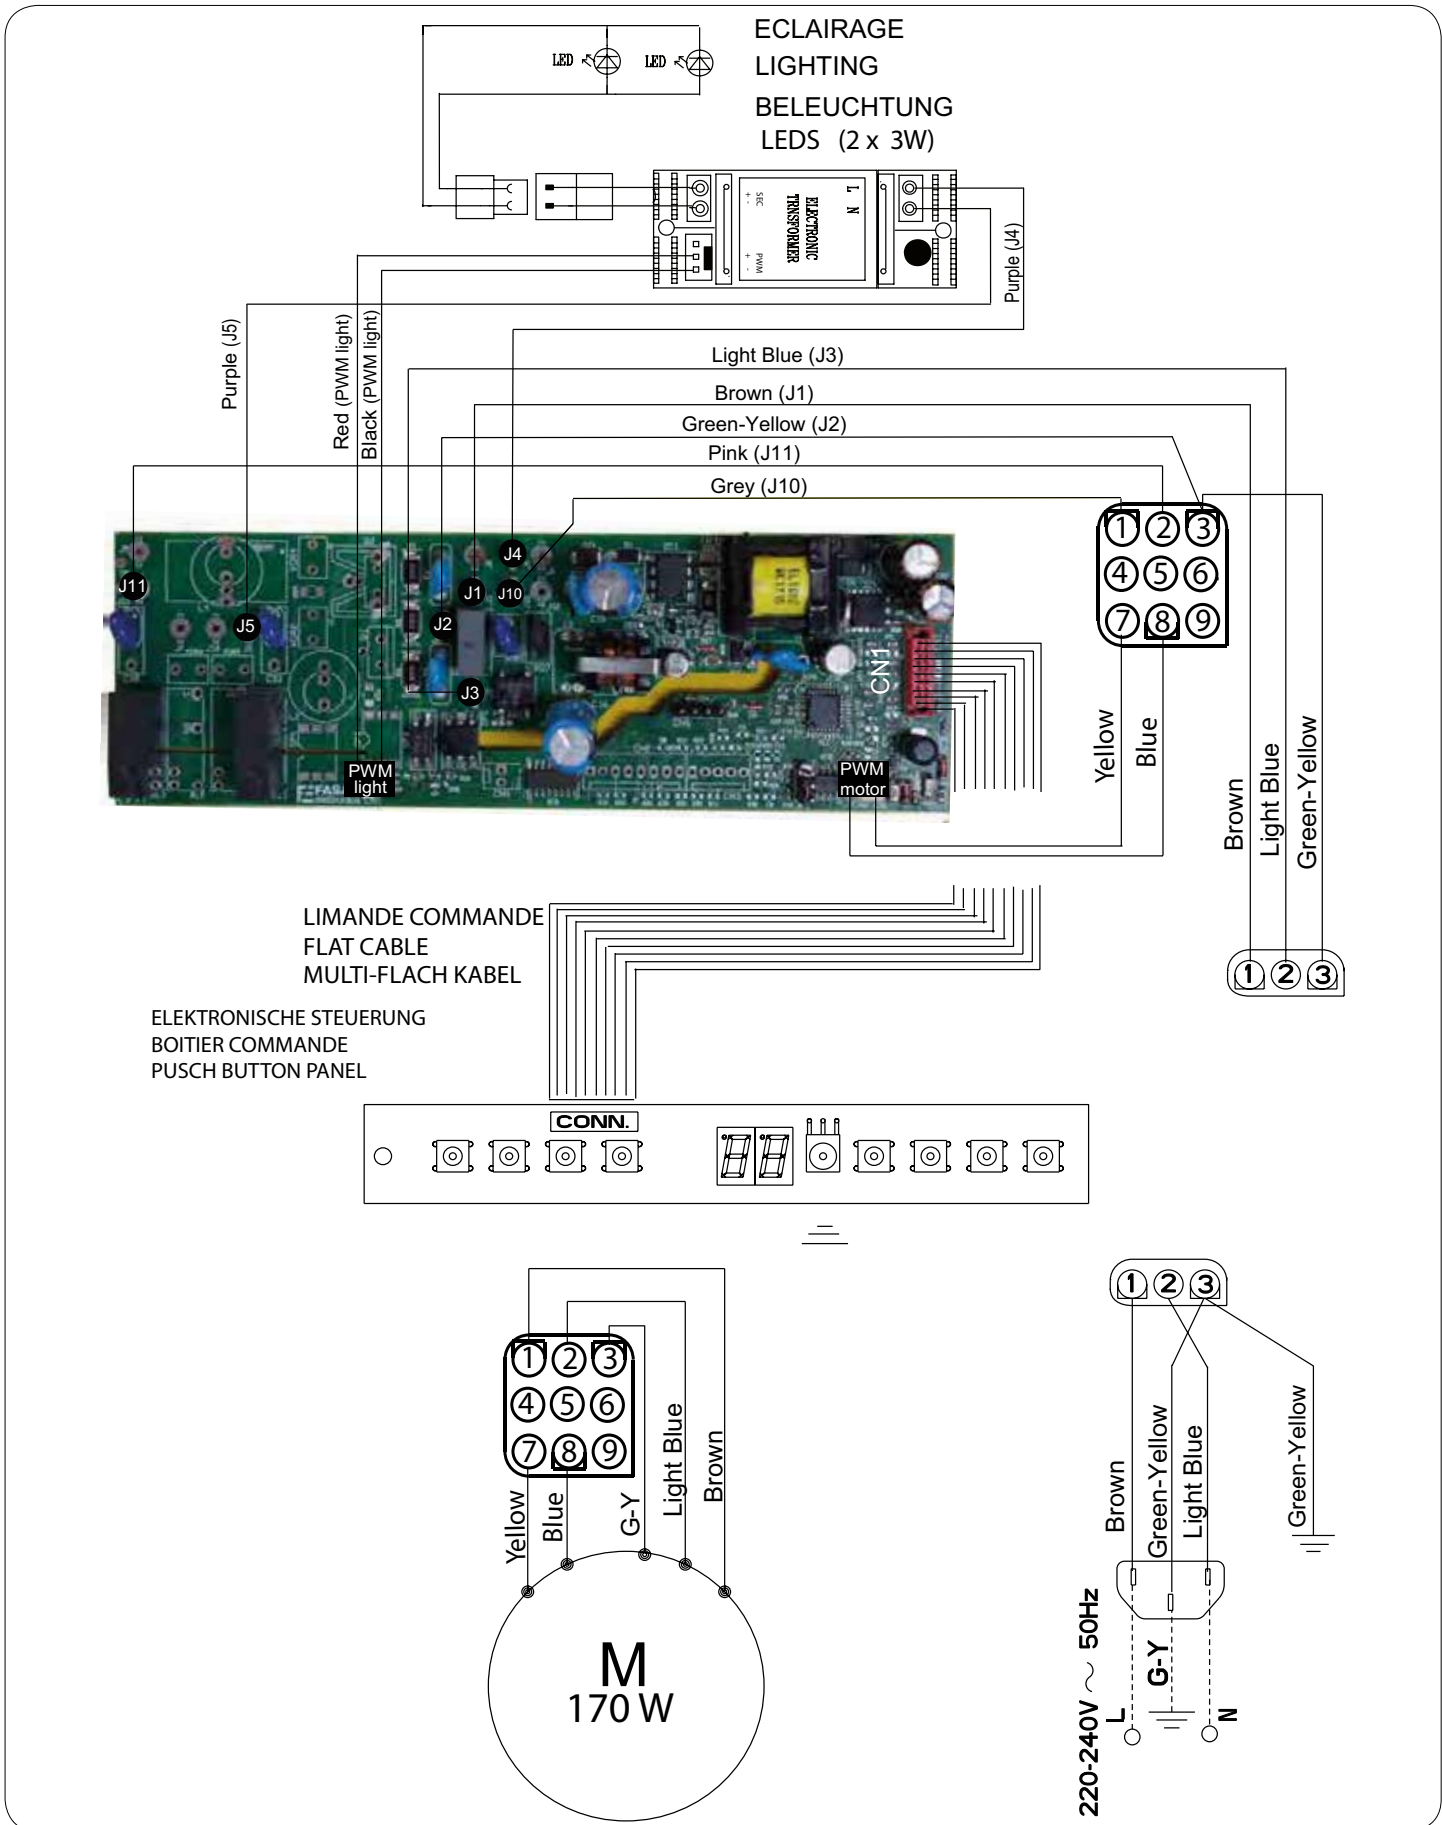 ECLAIRAGE
LIGHTING
BELEUCHTUNG
LEDS (2 x 3W)
LED
LED
L N
SEC
+ -
ELECTRONIC
TRNSFORMER
PWM
+ -
Purple (J4)
Purple (J5)
Red (PWM light)
Black (PWM light)
Light Blue (J3)
Brown (J1)
Green-Yellow (J2)
Pink (J11)
Grey (J10)
J11
J5
J1
J2
J3
J4
J10
CN1
PWM
light
PWM
motor
1 2 3
4 5 6
7 8 9
Yellow
Blue
Brown
Light Blue
Green-Yellow
1 2 3
LIMANDE COMMANDE
FLAT CABLE
MULTI-FLACH KABEL
ELEKTRONISCHE STEUERUNG
BOITIER COMMANDE
PUSCH BUTTON PANEL
CONN.
1 2 3
4 5 6
7 8 9
Yellow
Blue
G-Y
Light Blue
Brown
M
170 W
1 2 3
Brown
Green-Yellow
Light Blue
Green-Yellow
220-240V ~ 50Hz
L
G-Y
N